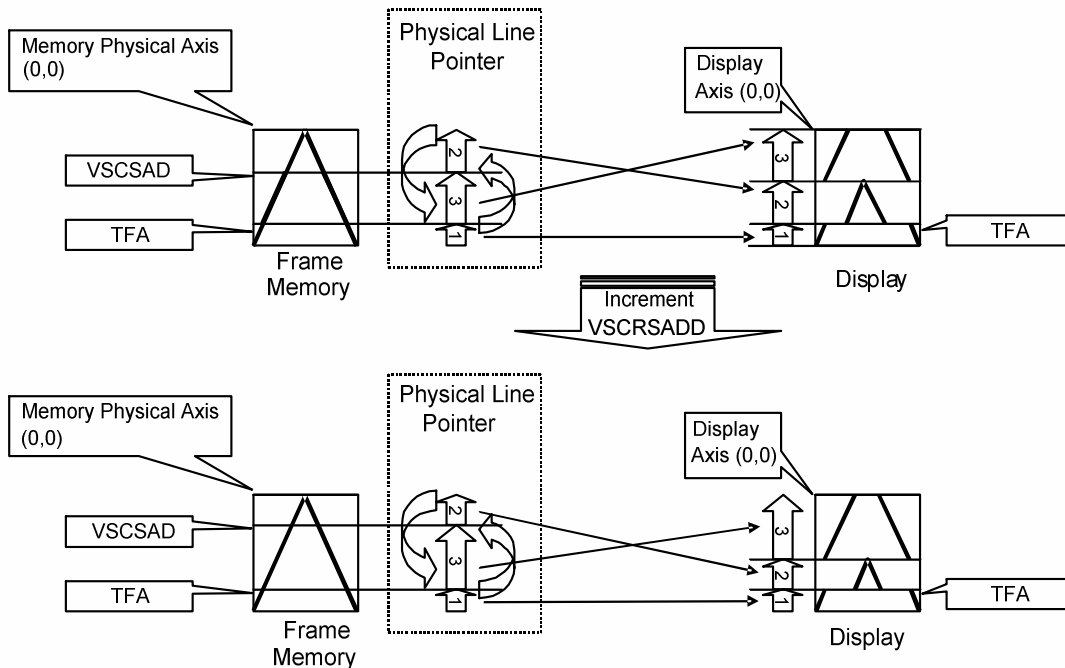 Memory Physical Axis
(0,0)
Physical Line
Pointer
Display
Axis (0,0)
VSCSAD
TFA
2
3
1
3
2
1
TFA
Frame
Memory
Display
Increment
VSCRSADD
Memory Physical Axis
(0,0)
Physical Line
Pointer
Display
Axis (0,0)
VSCSAD
TFA
2
3
1
3
2
1
TFA
Frame
Memory
Display